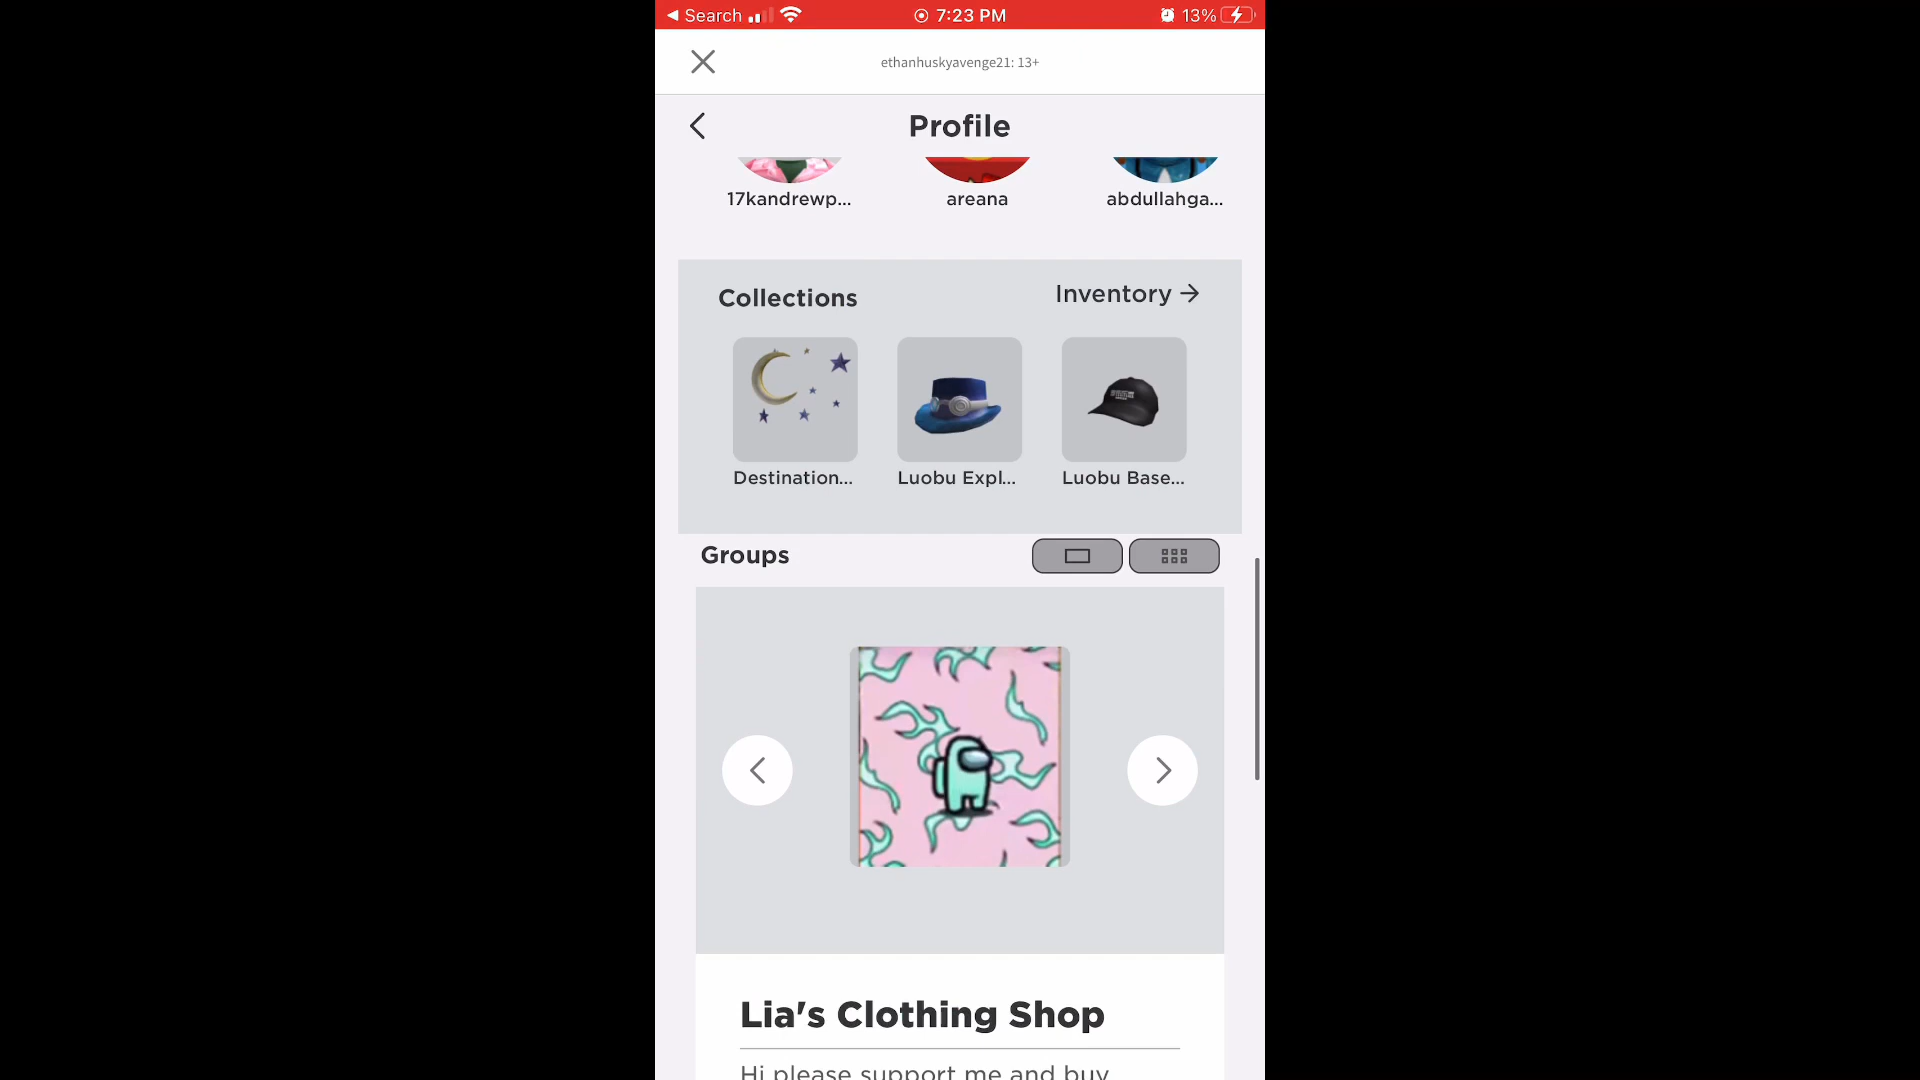 ◀ Search
7:23 PM
13%
ethanhuskyavenge21: 13+
Profile
17kandrewp...
areana
abdullahga...
Collections
Inventory →
Destination...
Luobu Expl...
Luobu Base...
Groups
Lia's Clothing Shop
Hi please support me and buy